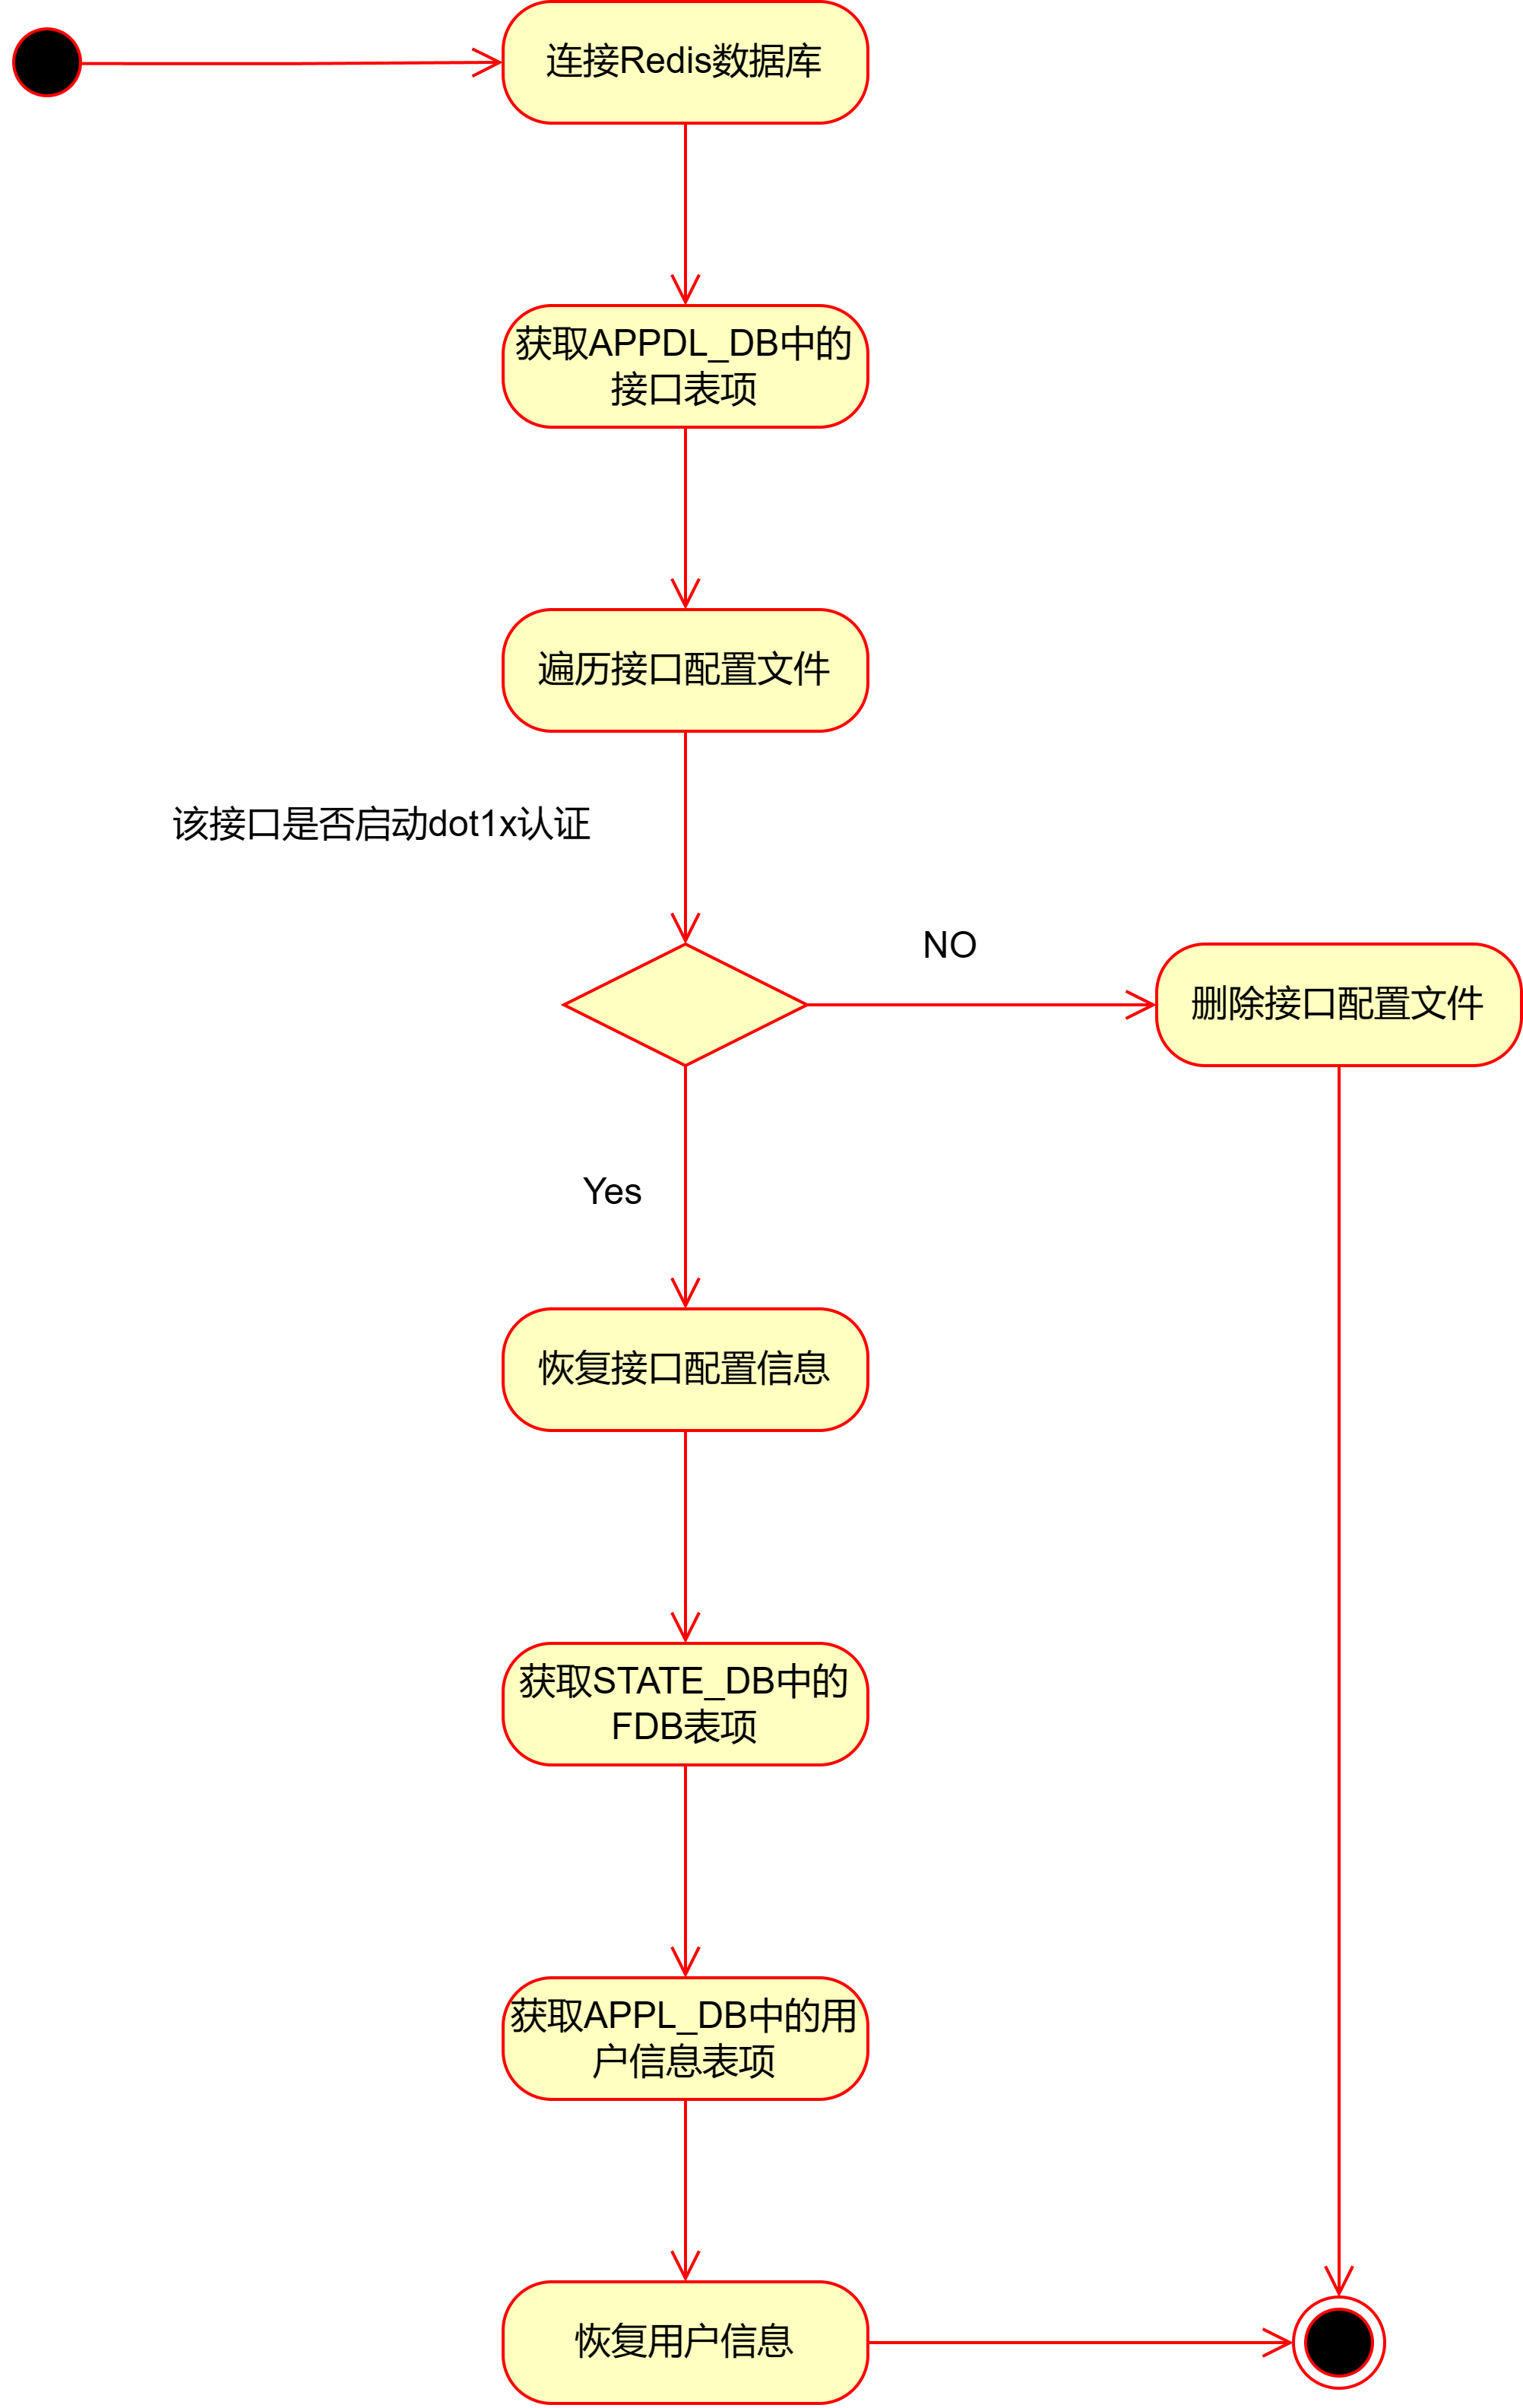 连接Redis数据库
获取APPDL_DB中的
接口表项
遍历接口配置文件
该接口是否启动dot1x认证
NO
删除接口配置文件
Yes
恢复接口配置信息
获取STATE_DB中的
FDB表项
获取APPL_DB中的用
户信息表项
恢复用户信息